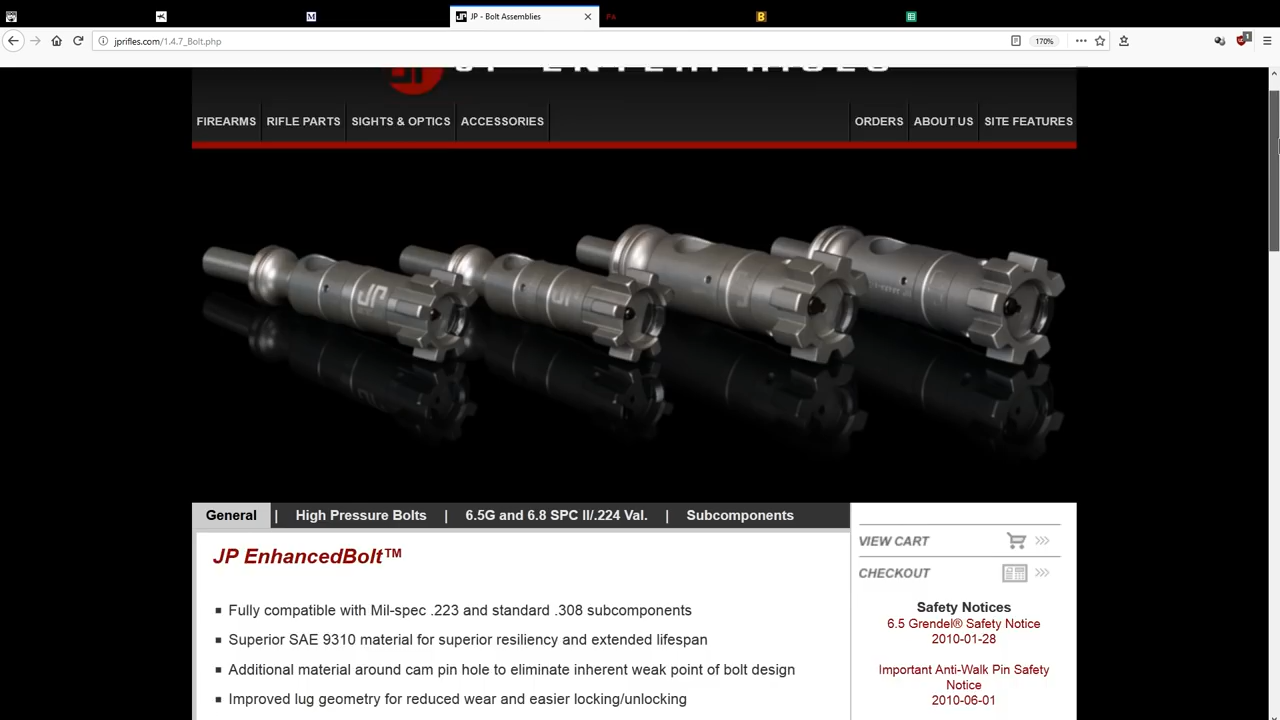 JP - Bolt Assemblies
jprifles.com/1.4.7_Bolt.php
170%
1
JP ENTERPRISES
FIREARMS
RIFLE PARTS
SIGHTS & OPTICS
ACCESSORIES
ORDERS
ABOUT US
SITE FEATURES
JP
General | High Pressure Bolts | 6.5G and 6.8 SPC II/.224 Val. | Subcomponents
JP EnhancedBolt™
▪ Fully compatible with Mil-spec .223 and standard .308 subcomponents
▪ Superior SAE 9310 material for superior resiliency and extended lifespan
▪ Additional material around cam pin hole to eliminate inherent weak point of bolt design
▪ Improved lug geometry for reduced wear and easier locking/unlocking
VIEW CART
CHECKOUT
Safety Notices
6.5 Grendel® Safety Notice
2010-01-28
Important Anti-Walk Pin Safety
Notice
2010-06-01